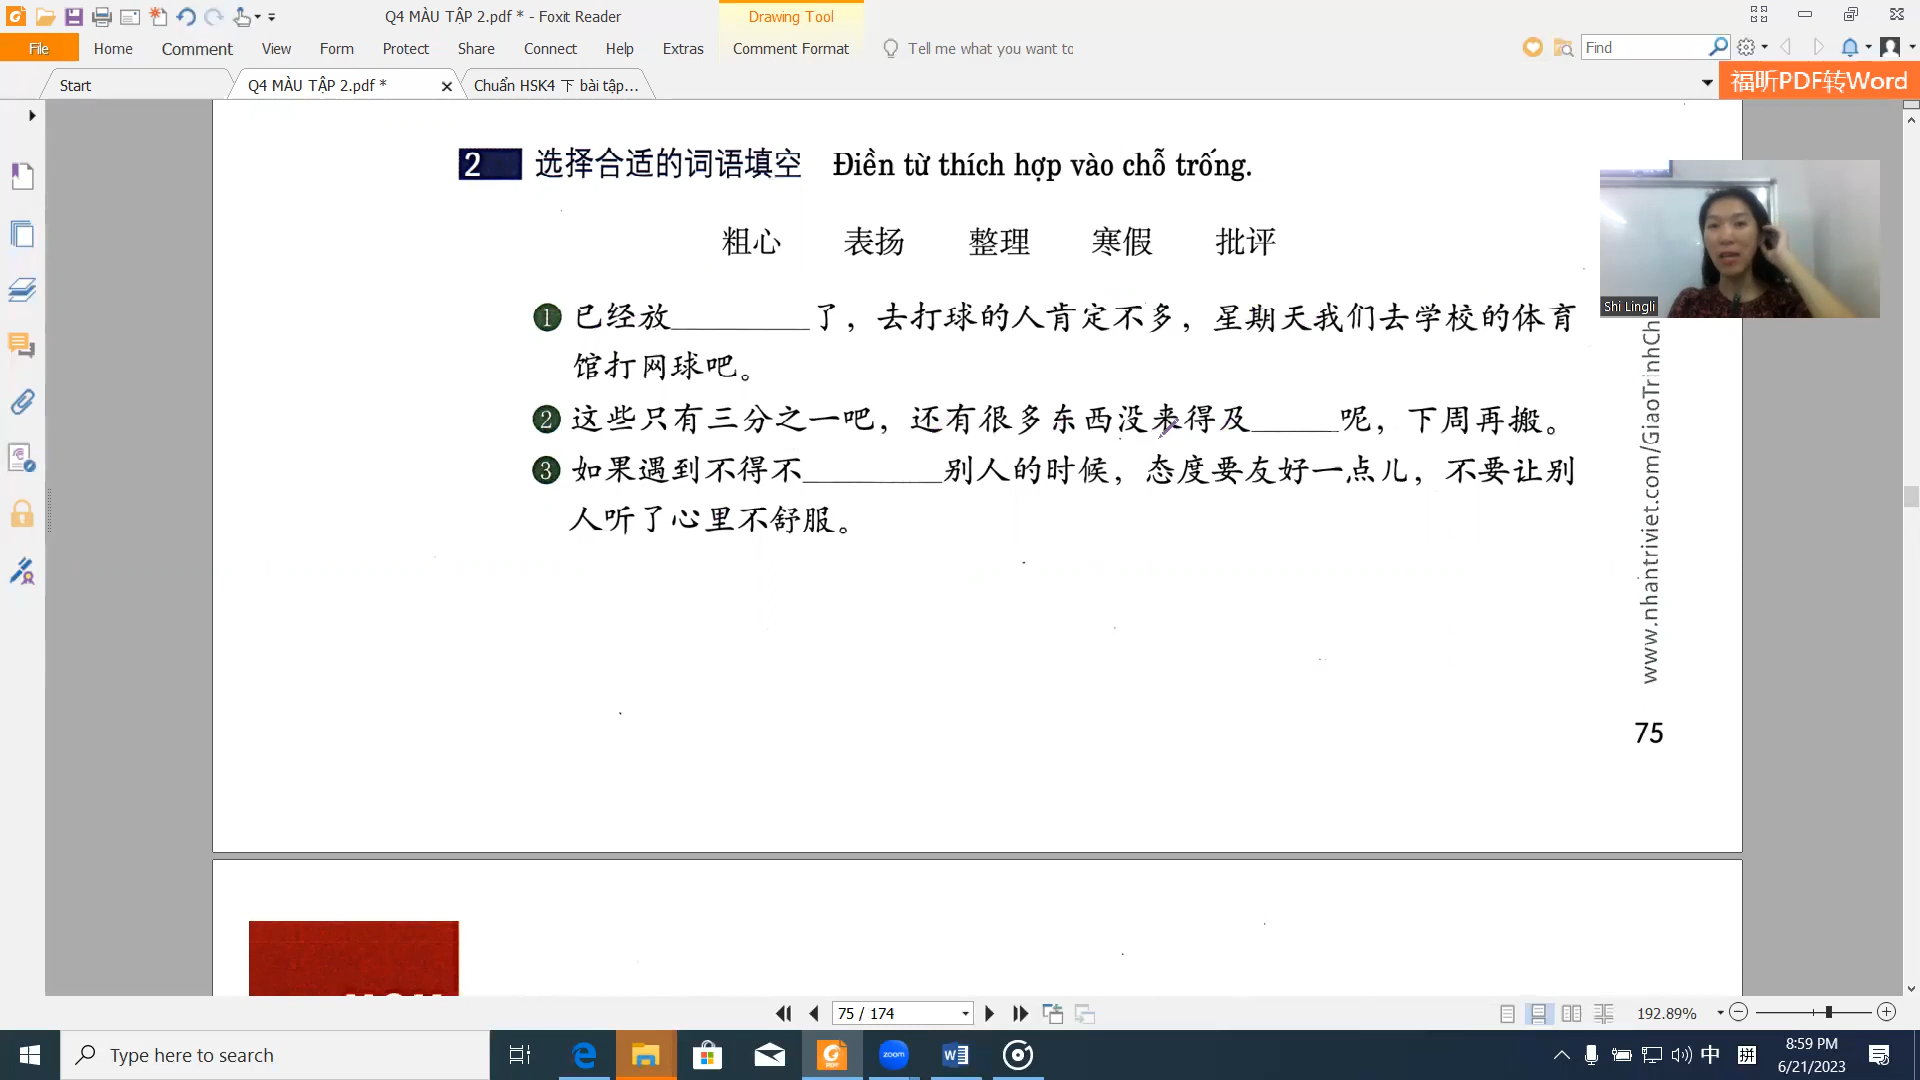 Q4 MÀU TẬP 2.pdf * - Foxit Reader
Drawing Tool
File Home Comment View Form Protect Share Connect Help Extras Comment Format Tell me what you want to Find
Start Q4 MÀU TẬP 2.pdf * Chuẩn HSK4 下 bài tập... 福昕PDF转Word
2 选择合适的词语填空 Điền từ thích hợp vào chỗ trống.
粗心 表扬 整理 寒假 批评
Shi Lingli
1 已经放__________了，去打球的人肯定不多，星期天我们去学校的体育
馆打网球吧。
2 这些只有三分之一吧，还有很多东西没来得及______呢，下周再搬。
3 如果遇到不得不__________别人的时候，态度要友好一点儿，不要让别
人听了心里不舒服。
www.nhantriviet.com/GiaoTrinhCh
75
75 / 174
192.89%
Type here to search
zoom
中 拼
8:59 PM
6/21/2023